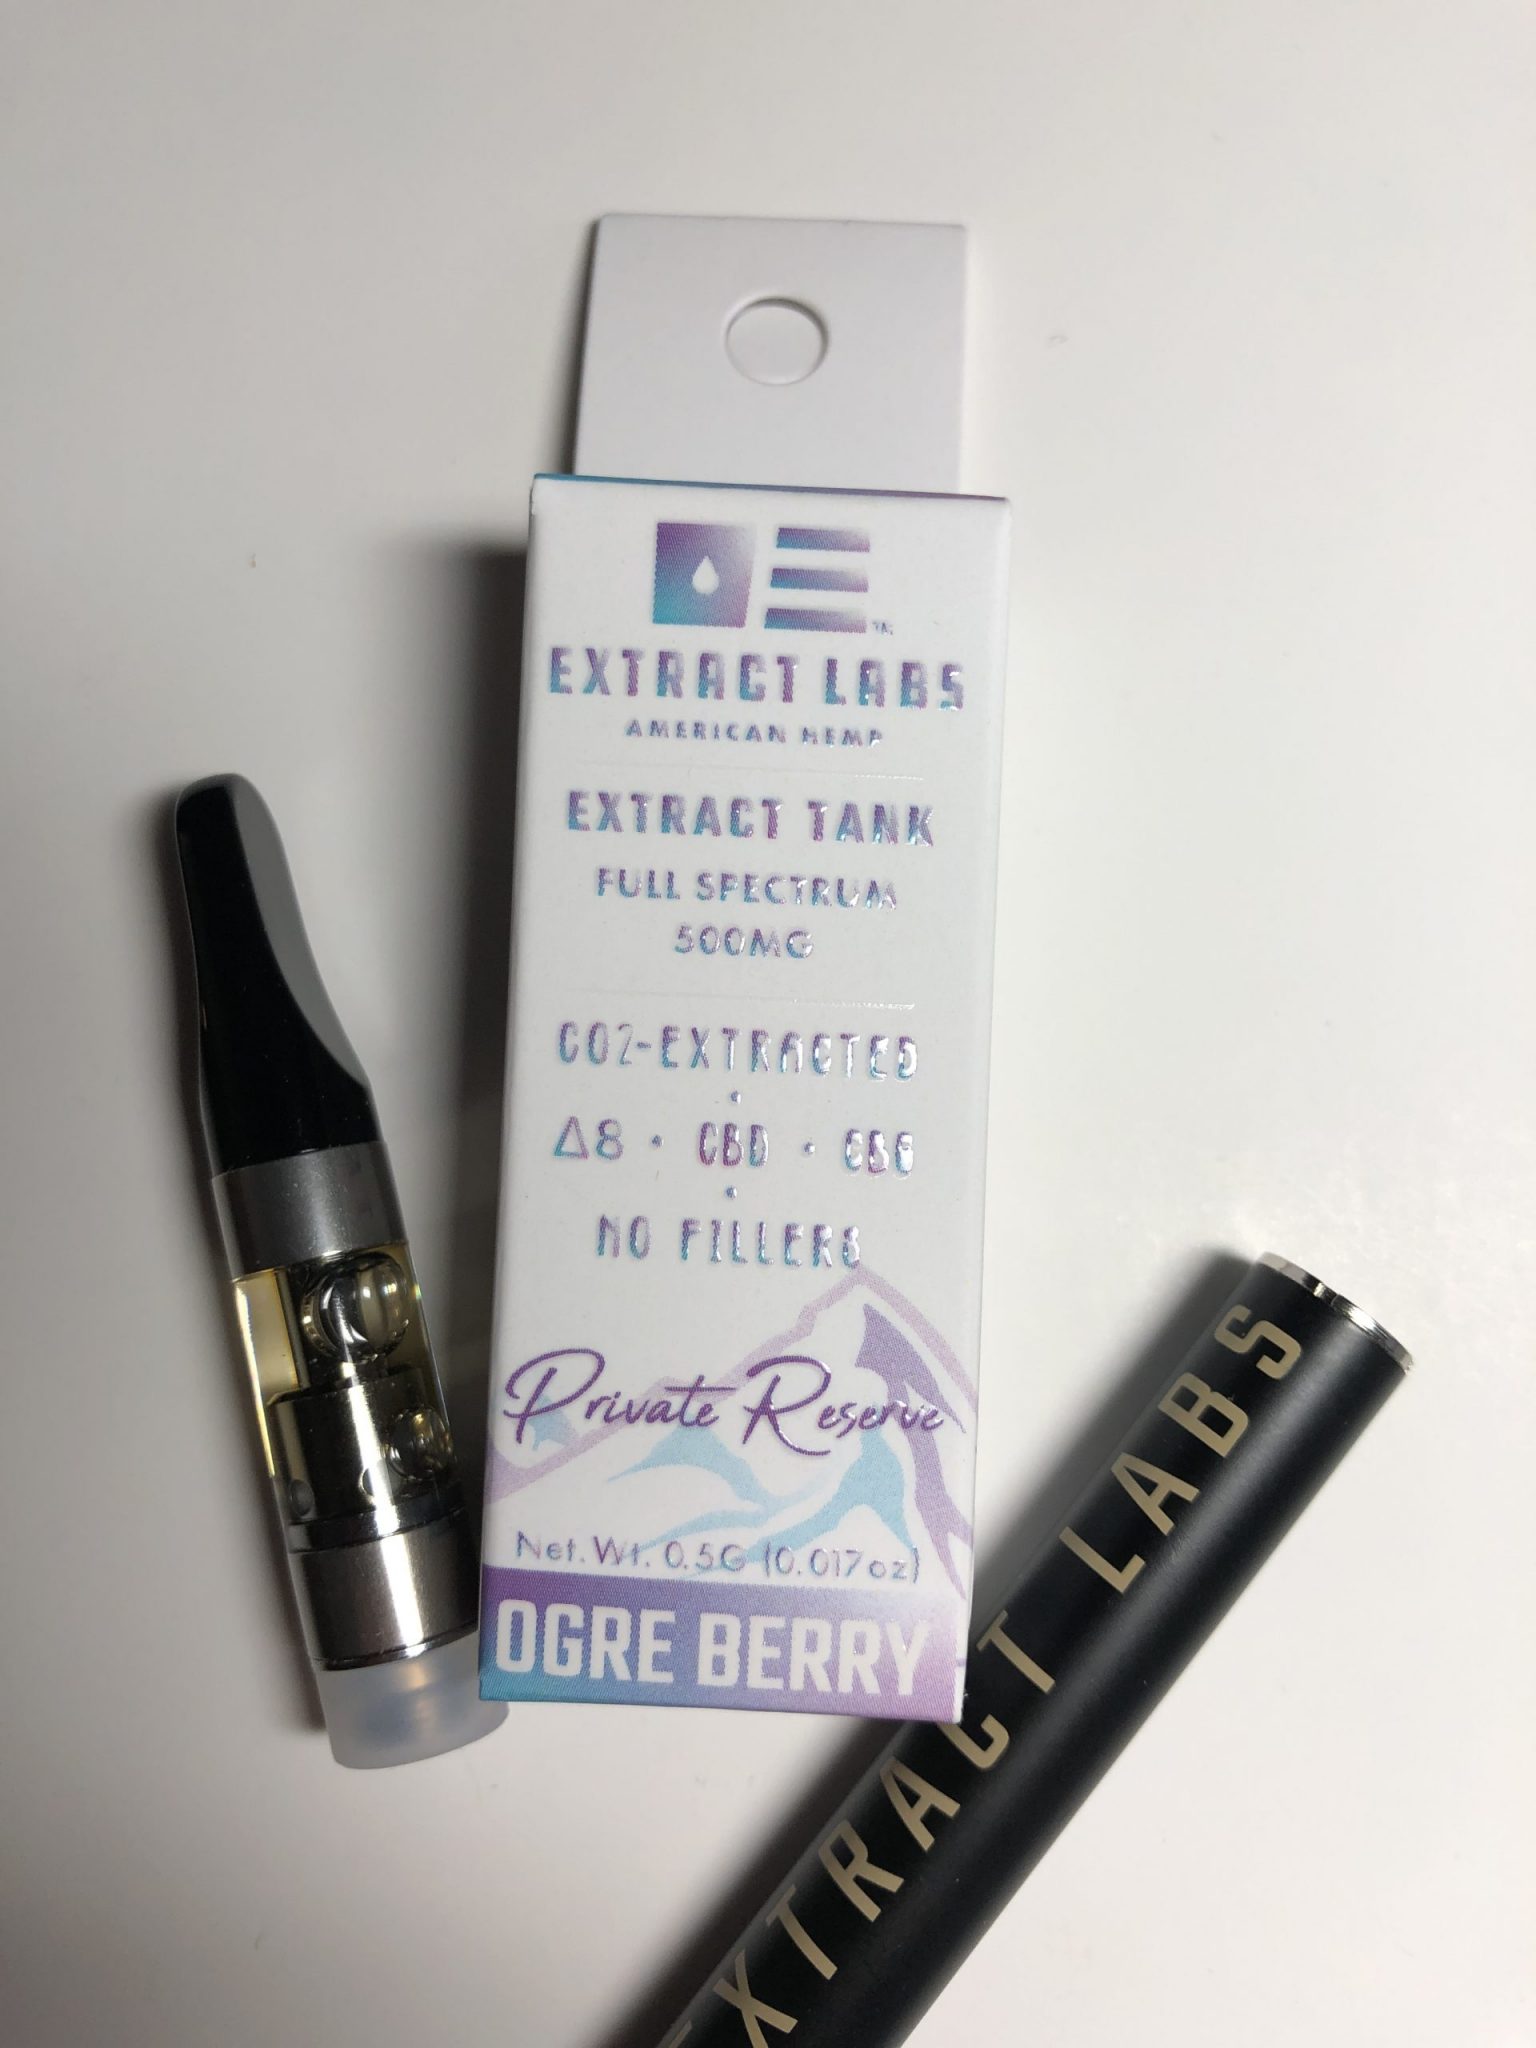 TM
EXTRACT LABS
AMERICAN HEMP
EXTRACT TANK
FULL SPECTRUM
500MG
CO2-EXTRACTED
Δ8 • CBD • CBG
NO FILLERS
Private Reserve
Net. Wt. 0.5G (0.017oz)
OGRE BERRY
EXTRACT LABS